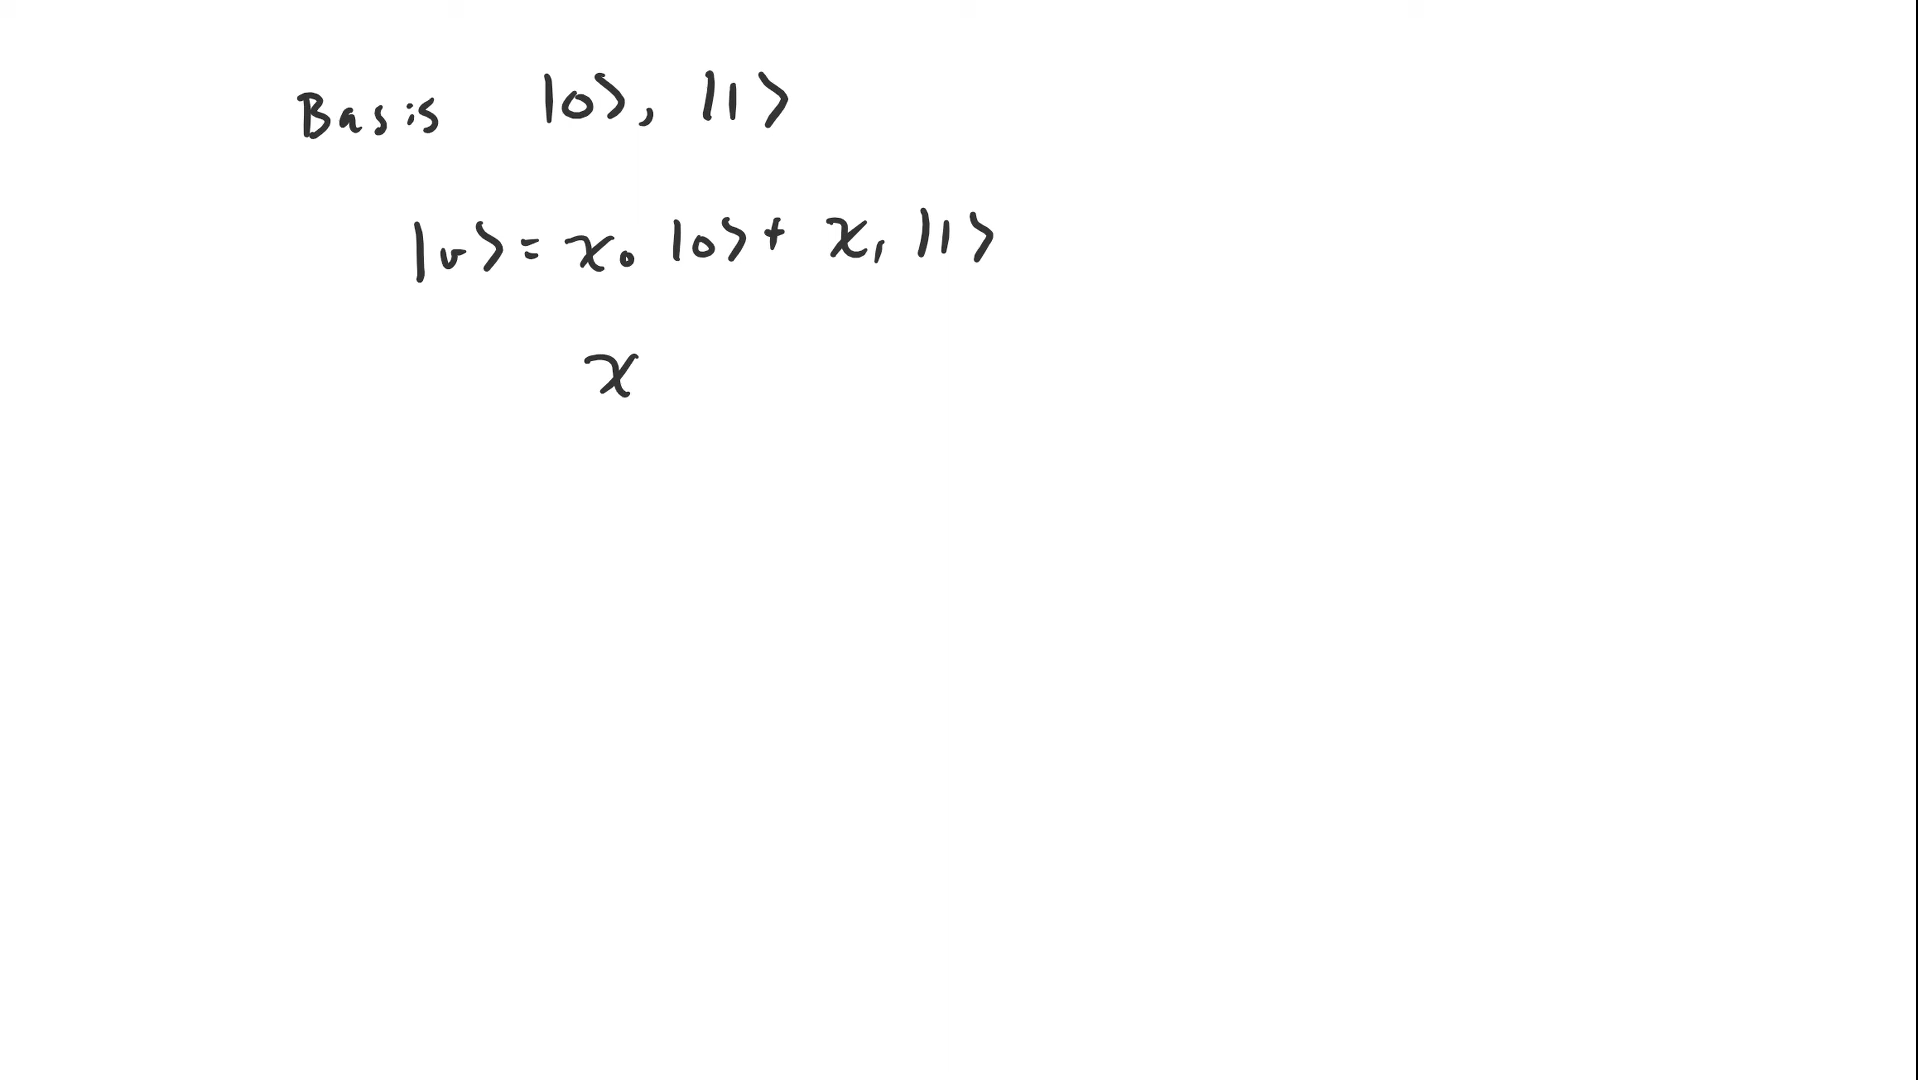 Basis |0⟩, |1⟩
|v⟩ = x₀ |0⟩ + x₁ |1⟩
x